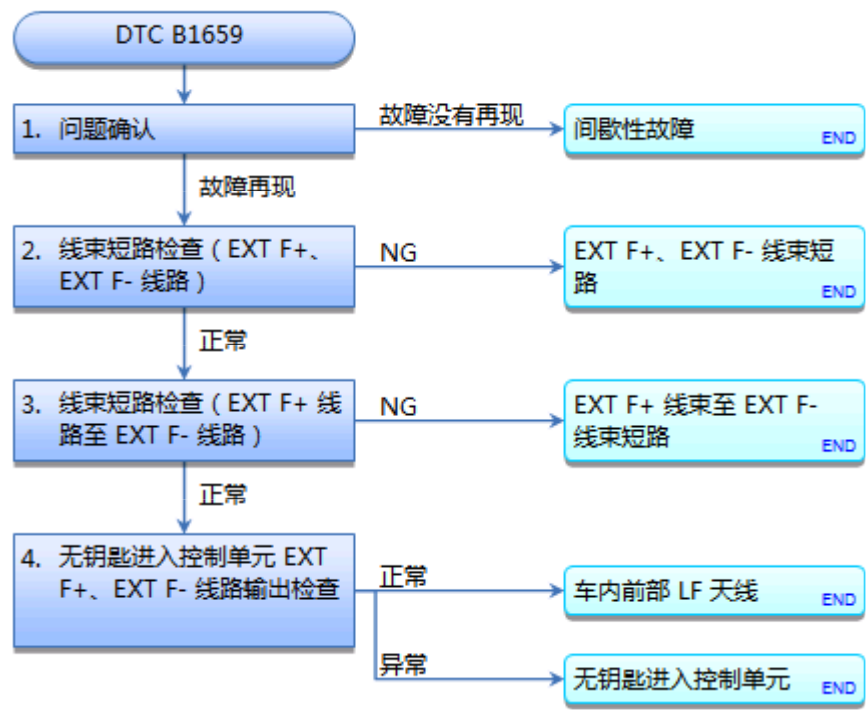 DTC B1659
1. 问题确认
故障没有再现
间歇性故障
END
故障再现
2. 线束短路检查（EXT F+、
EXT F- 线路）
NG
EXT F+、EXT F- 线束短
路
END
正常
3. 线束短路检查（EXT F+ 线
路至 EXT F- 线路）
NG
EXT F+ 线束至 EXT F-
线束短路
END
正常
4. 无钥匙进入控制单元 EXT
F+、EXT F- 线路输出检查
正常
车内前部 LF 天线
END
异常
无钥匙进入控制单元
END